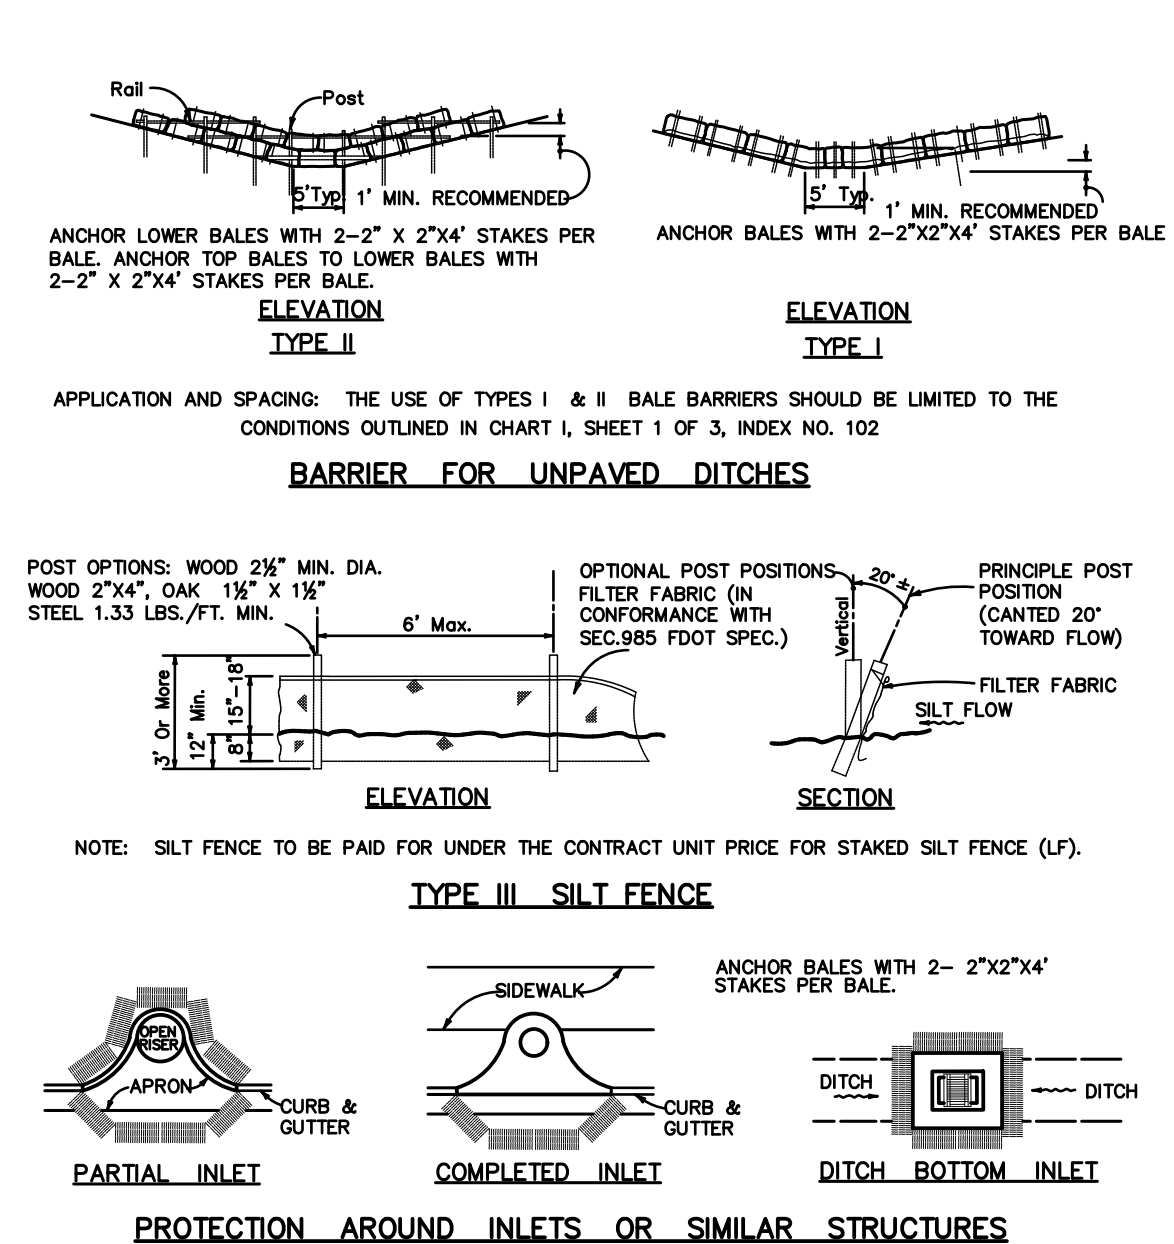 Rail
Post
5'Typ.
1' MIN. RECOMMENDED
ANCHOR LOWER BALES WITH 2-2" X 2"X4' STAKES PER
BALE. ANCHOR TOP BALES TO LOWER BALES WITH
2-2" X 2"X4' STAKES PER BALE.
ELEVATION
TYPE II
5' Typ.
1' MIN. RECOMMENDED
ANCHOR BALES WITH 2-2"X2"X4' STAKES PER BALE
ELEVATION
TYPE I
APPLICATION AND SPACING: THE USE OF TYPES I & II BALE BARRIERS SHOULD BE LIMITED TO THE
CONDITIONS OUTLINED IN CHART I, SHEET 1 OF 3, INDEX NO. 102
BARRIER FOR UNPAVED DITCHES
POST OPTIONS: WOOD 2½" MIN. DIA.
WOOD 2"X4", OAK 1½" X 1½"
STEEL 1.33 LBS./FT. MIN.
6' Max.
OPTIONAL POST POSITIONS
FILTER FABRIC (IN
CONFORMANCE WITH
SEC.985 FDOT SPEC.)
3' Or More
12" Min.
15"-18"
8"
ELEVATION
Vertical
20° ±
PRINCIPLE POST
POSITION
(CANTED 20°
TOWARD FLOW)
FILTER FABRIC
SILT FLOW
SECTION
NOTE: SILT FENCE TO BE PAID FOR UNDER THE CONTRACT UNIT PRICE FOR STAKED SILT FENCE (LF).
TYPE III SILT FENCE
OPEN
RISER
APRON
CURB &
GUTTER
PARTIAL INLET
SIDEWALK
CURB &
GUTTER
COMPLETED INLET
ANCHOR BALES WITH 2- 2"X2"X4'
STAKES PER BALE.
DITCH
DITCH
DITCH BOTTOM INLET
PROTECTION AROUND INLETS OR SIMILAR STRUCTURES